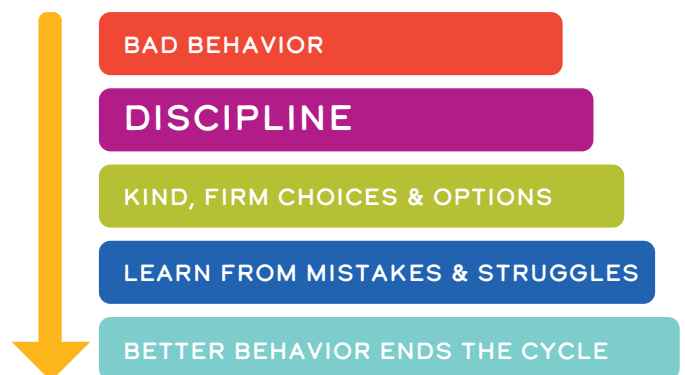 BAD BEHAVIOR
DISCIPLINE
KIND, FIRM CHOICES & OPTIONS
LEARN FROM MISTAKES & STRUGGLES
BETTER BEHAVIOR ENDS THE CYCLE